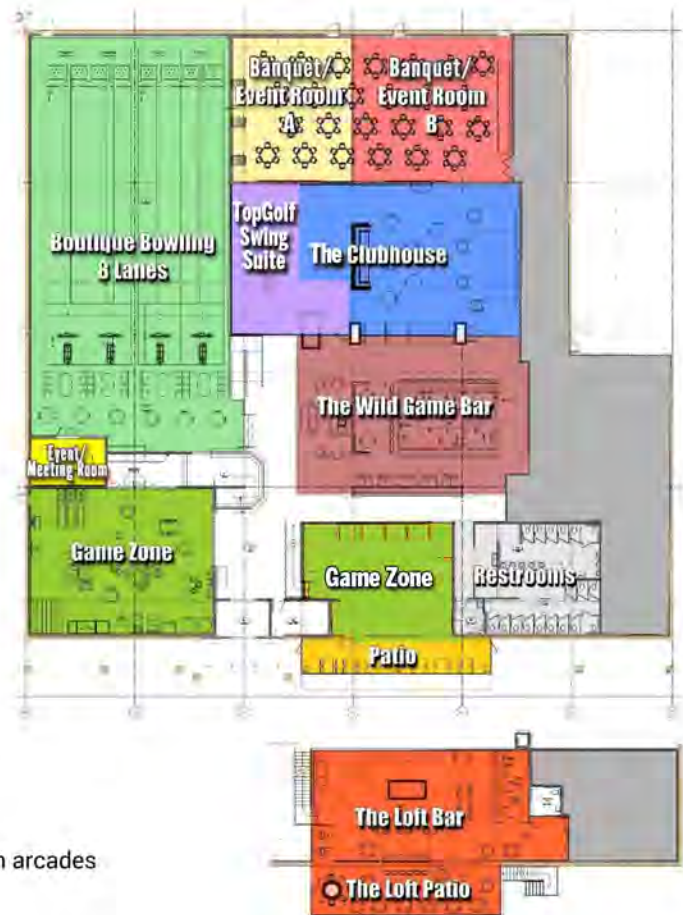 Banquet/
Event Room
A
Banquet/
Event Room
B
TopGolf
Swing
Suite
The Clubhouse
Boutique Bowling
8 Lanes
The Wild Game Bar
Event/
Meeting Room
Game Zone
Game Zone
Restrooms
Patio
The Loft Bar
arcades
The Loft Patio